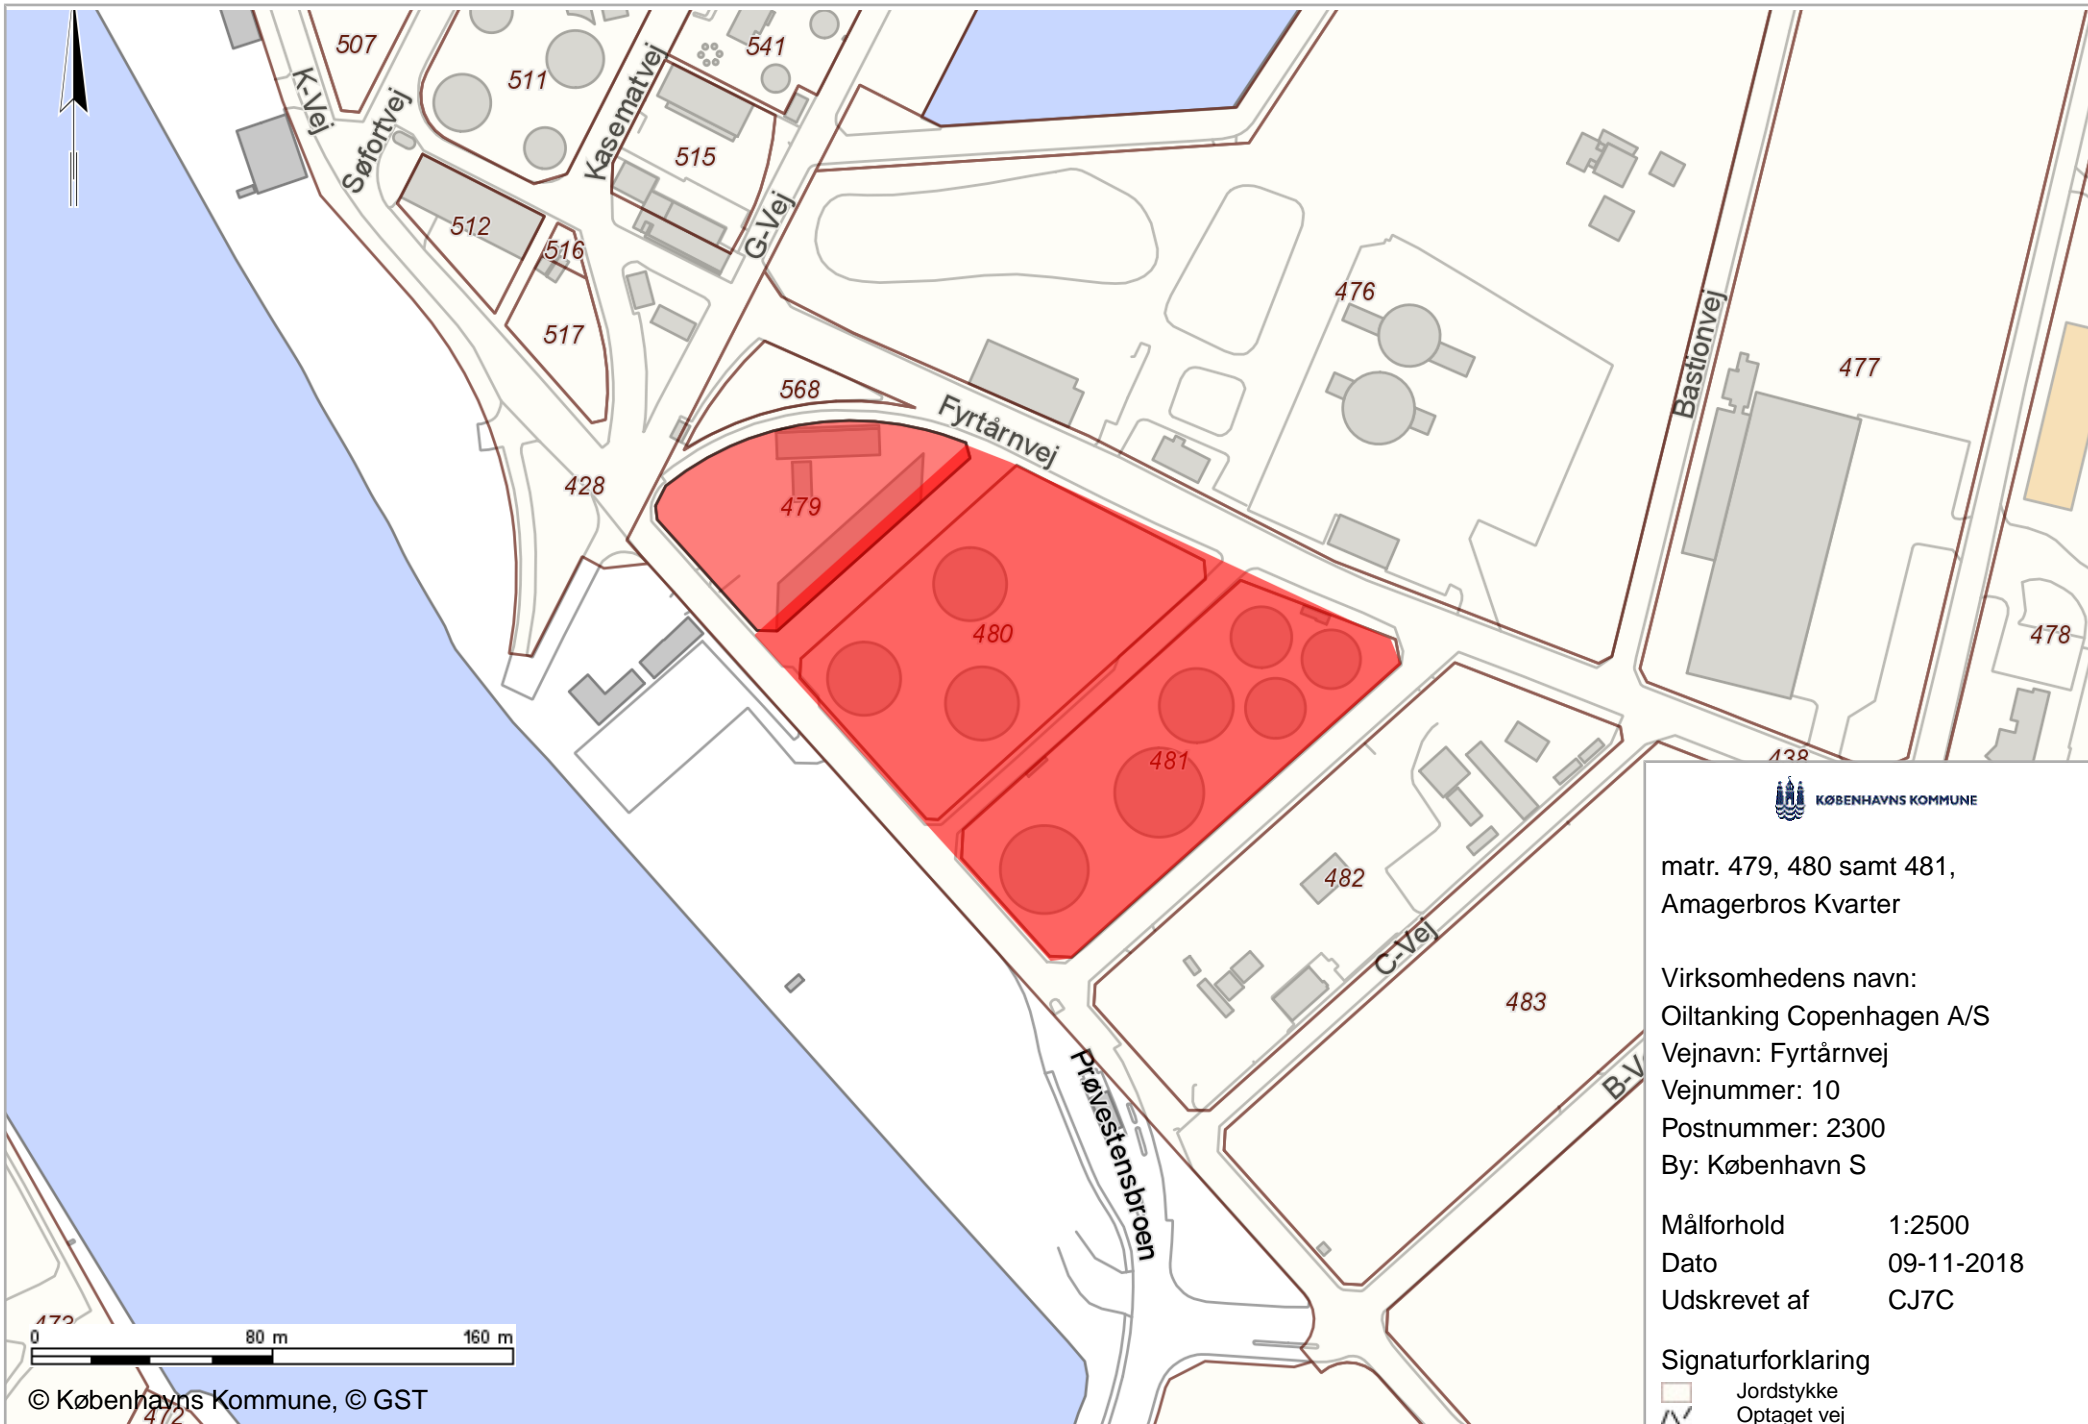 507
511
541
K-Vej
Søfortvej
Kasematvej
515
512
516
G-Vej
517
476
Bastionvej
477
568
Fyrtårnvej
428
479
480
478
481
438
482
C-Vej
483
B-V
Prøvestensbroen
473
472
0 80 m 160 m
© Københavns Kommune, © GST
KØBENHAVNS KOMMUNE
matr. 479, 480 samt 481,
Amagerbros Kvarter
Virksomhedens navn:
Oiltanking Copenhagen A/S
Vejnavn: Fyrtårnvej
Vejnummer: 10
Postnummer: 2300
By: København S
Målforhold 1:2500
Dato 09-11-2018
Udskrevet af CJ7C
Signaturforklaring
Jordstykke
Optaget vej